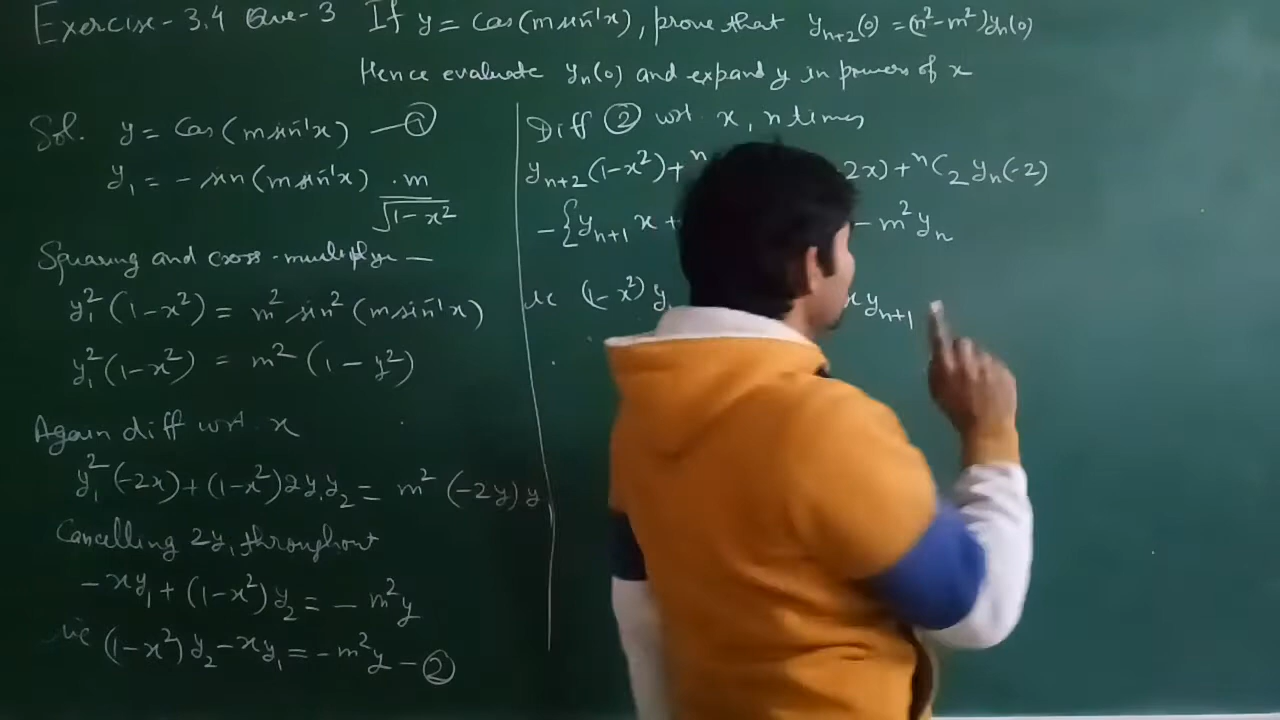 Exercise-3.4 Que-3 If y = Cos(m sin⁻¹x), prove that yₙ₊₂(0) = (n²-m²)yₙ(0)
Hence evaluate yₙ(0) and expand y in powers of x
Sol. y = Cos(m sin⁻¹x) —①
y₁ = - sin(m sin⁻¹x) . m / √(1-x²)
Squaring and cross-multiply—
y₁²(1-x²) = m² sin²(m sin⁻¹x)
y₁²(1-x²) = m²(1-y²)
Again diff wrt. x
y₁²(-2x)+(1-x²)2y₁y₂ = m²(-2y)y
Cancelling 2y₁ throughout
-xy₁+(1-x²)y₂ = -m²y
ie (1-x²)y₂-xy₁ = -m²y —②
Diff ② wrt. x, n times
yₙ₊₂(1-x²)+ⁿ 2x)+ⁿC₂yₙ(-2)
-{yₙ₊₁x+ - m²yₙ
ie (1-x²)y xyₙ₊₁